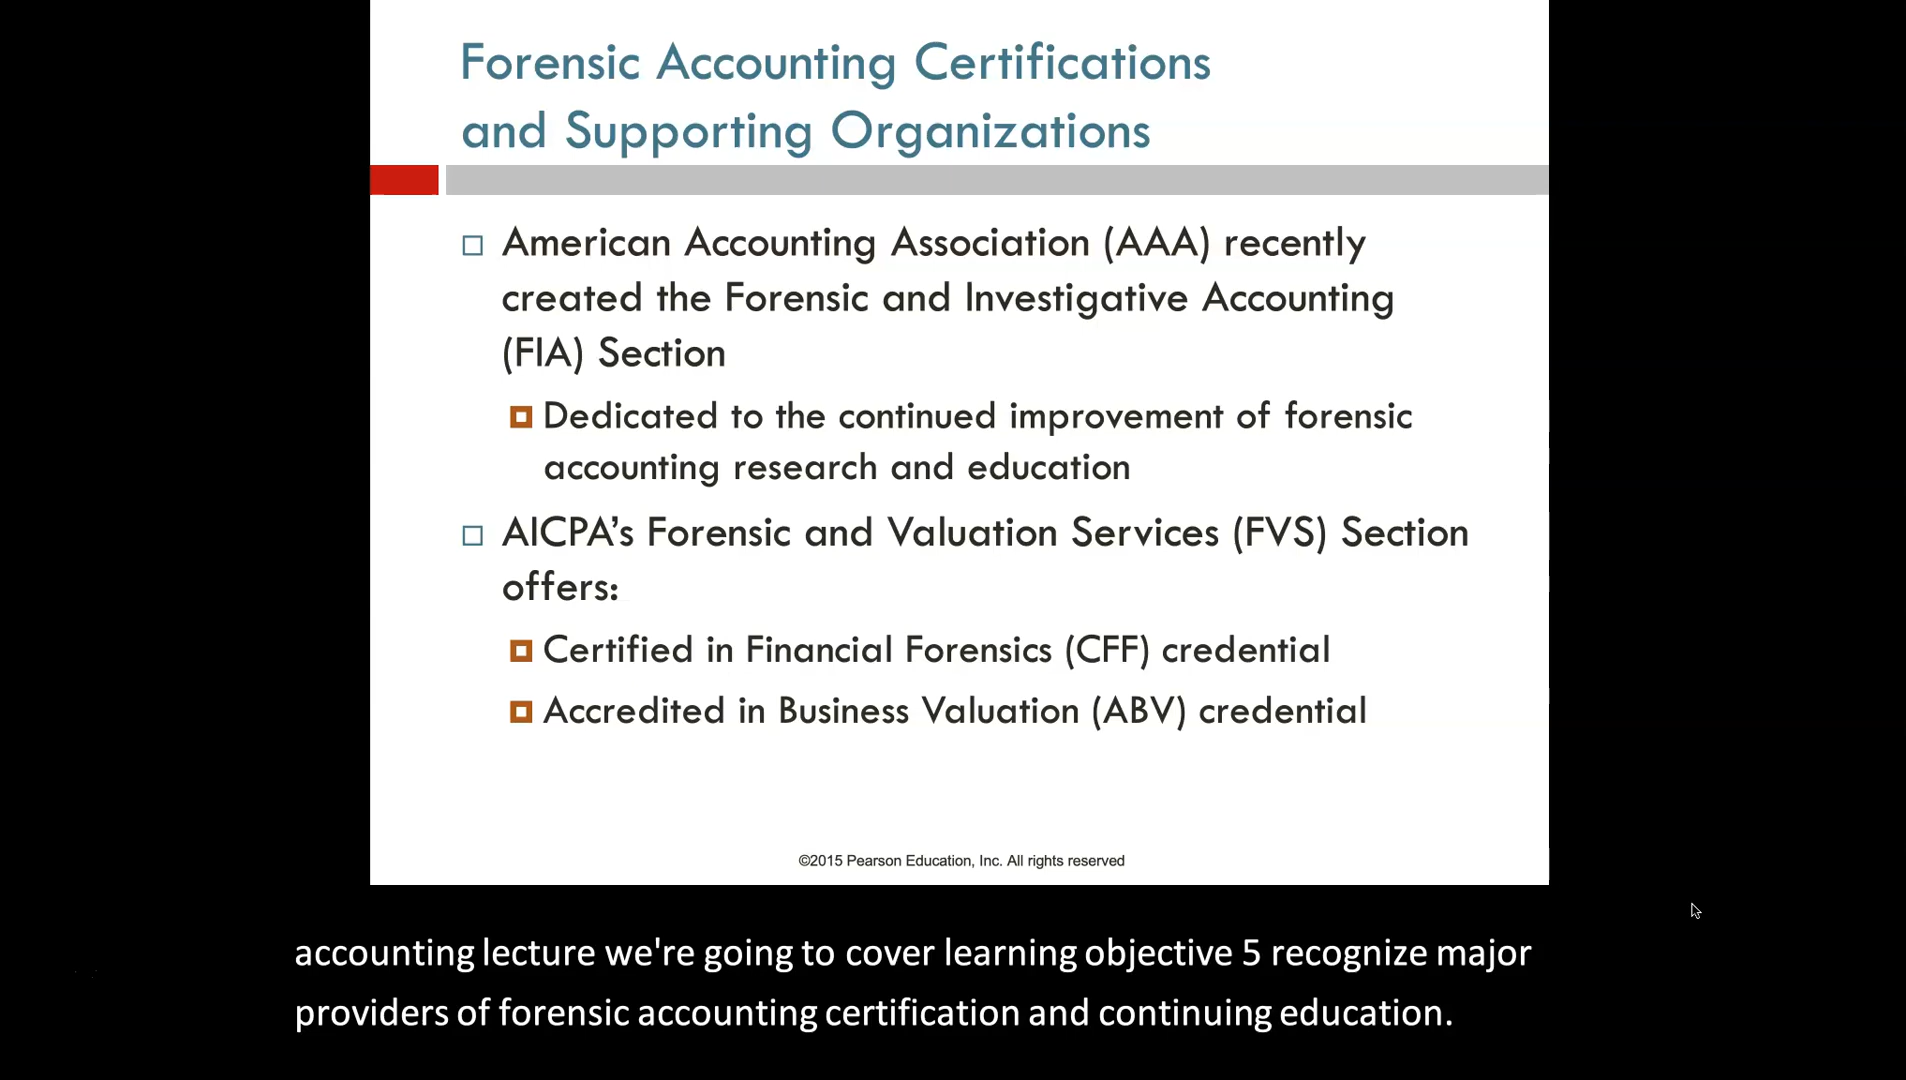 Forensic Accounting Certifications
and Supporting Organizations
American Accounting Association (AAA) recently
created the Forensic and Investigative Accounting
(FIA) Section
Dedicated to the continued improvement of forensic
accounting research and education
AICPA’s Forensic and Valuation Services (FVS) Section
offers:
Certified in Financial Forensics (CFF) credential
Accredited in Business Valuation (ABV) credential
©2015 Pearson Education, Inc. All rights reserved
accounting lecture we're going to cover learning objective 5 recognize major
providers of forensic accounting certification and continuing education.